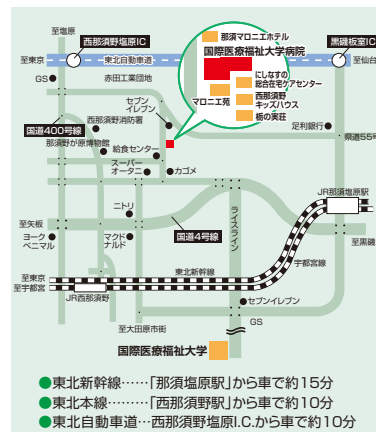 至塩原
西那須野塩原IC
黒磯板室IC
至東京
東北自動車道
至仙台
那須マロニエホテル
国際医療福祉大学病院
にしなすの
総合在宅ケアセンター
マロニエ苑
西那須野
キッズハウス
栃の実荘
GS
赤田工業団地
セブン
イレブン
西那須野消防署
国道400号線
那須野が原博物館
給食センター
スーパー
オータニ
カゴメ
足利銀行
県道55号
JR那須塩原駅
ニトリ
至矢板
ヨーク
ベニマル
マクド
ナルド
国道4号線
ライスライン
至黒磯
至東京
至宇都宮
東北新幹線
宇都宮線
JR西那須野
セブンイレブン
至大田原市街
GS
国際医療福祉大学
●東北新幹線……「那須塩原駅」から車で約15分
●東北本線………「西那須野駅」から車で約10分
●東北自動車道…西那須野塩原I.C.から車で約10分